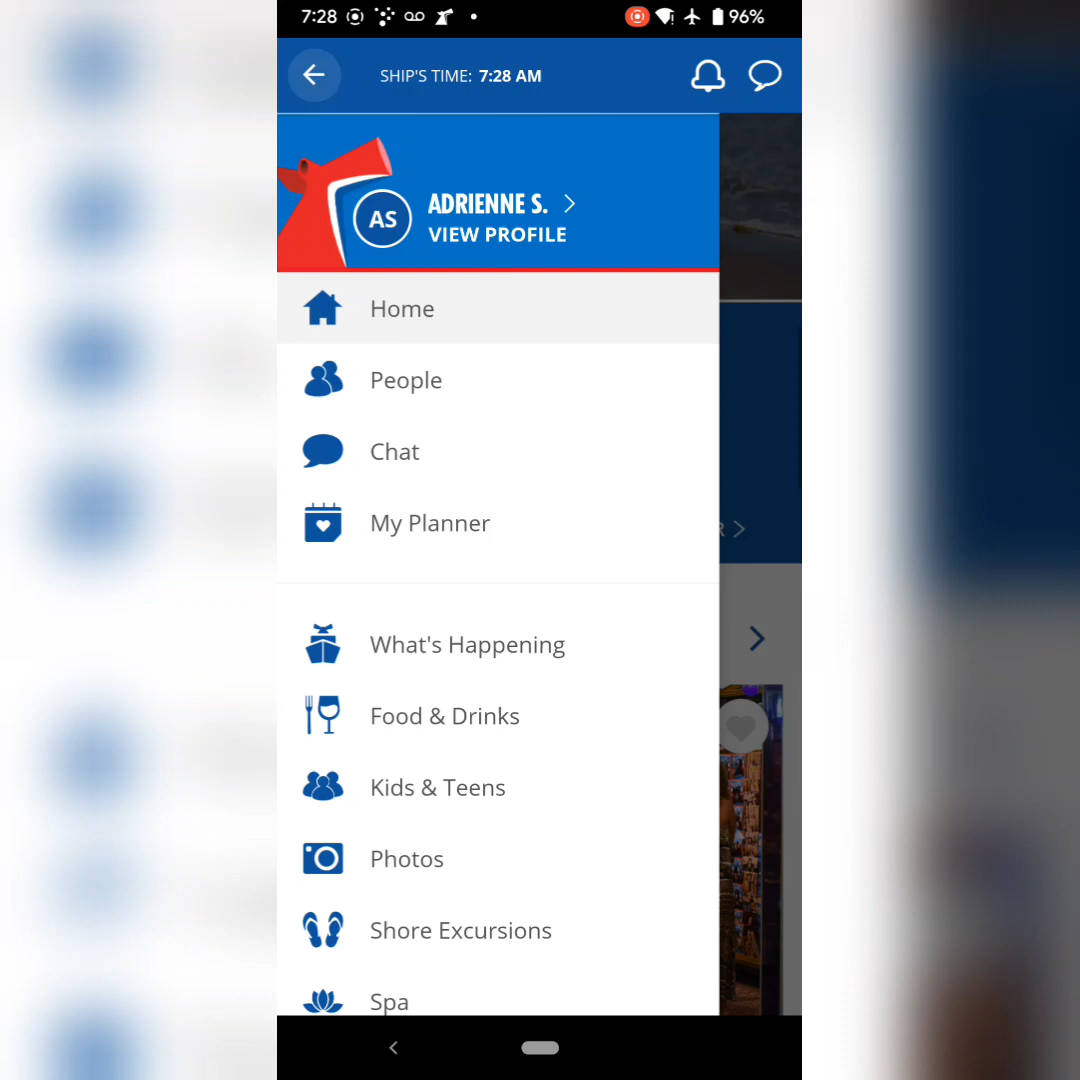 7:28
96%
SHIP'S TIME: 7:28 AM
AS
ADRIENNE S.
VIEW PROFILE
Home
People
Chat
My Planner
R
What's Happening
Food & Drinks
Kids & Teens
Photos
Shore Excursions
Spa